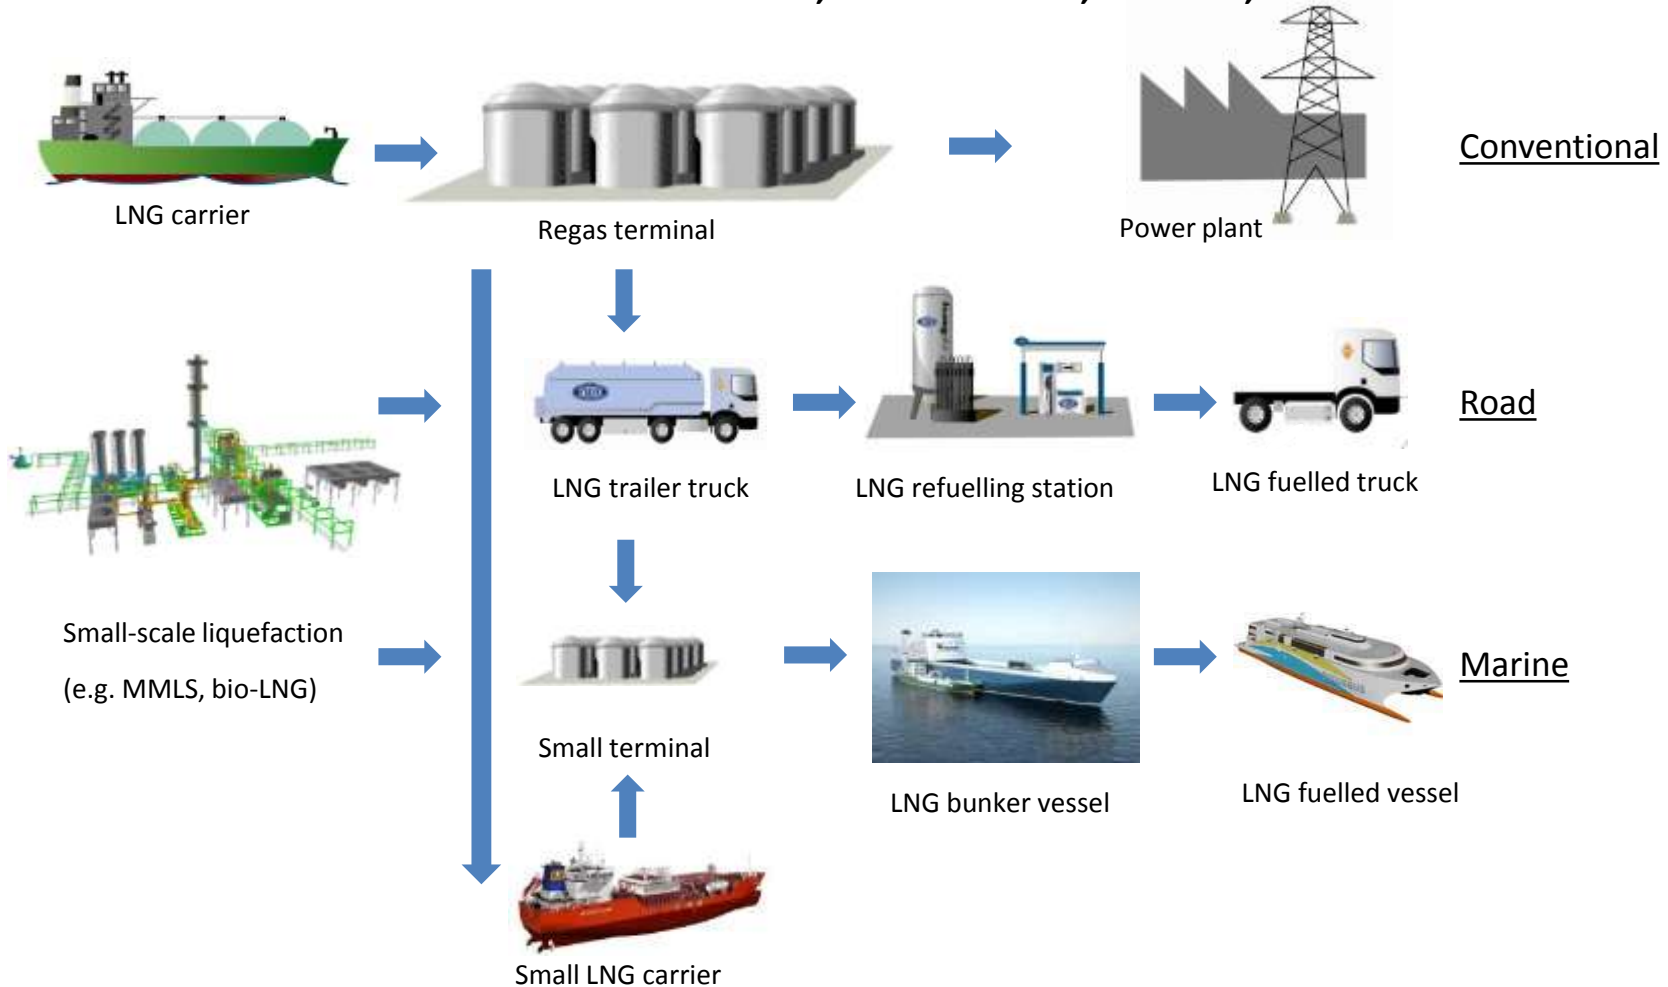 Conventional
LNG carrier
Regas terminal
Power plant
Road
LNG trailer truck
LNG refuelling station
LNG fuelled truck
Small-scale liquefaction
(e.g. MMLS, bio-LNG)
Marine
Small terminal
LNG bunker vessel
LNG fuelled vessel
Small LNG carrier